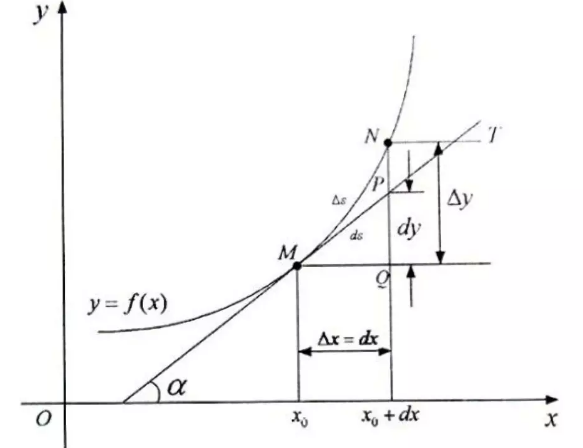 y
N
T
P
Δs
Δy
ds
dy
M
Q
y = f(x)
Δx = dx
α
O
x₀
x₀ + dx
x